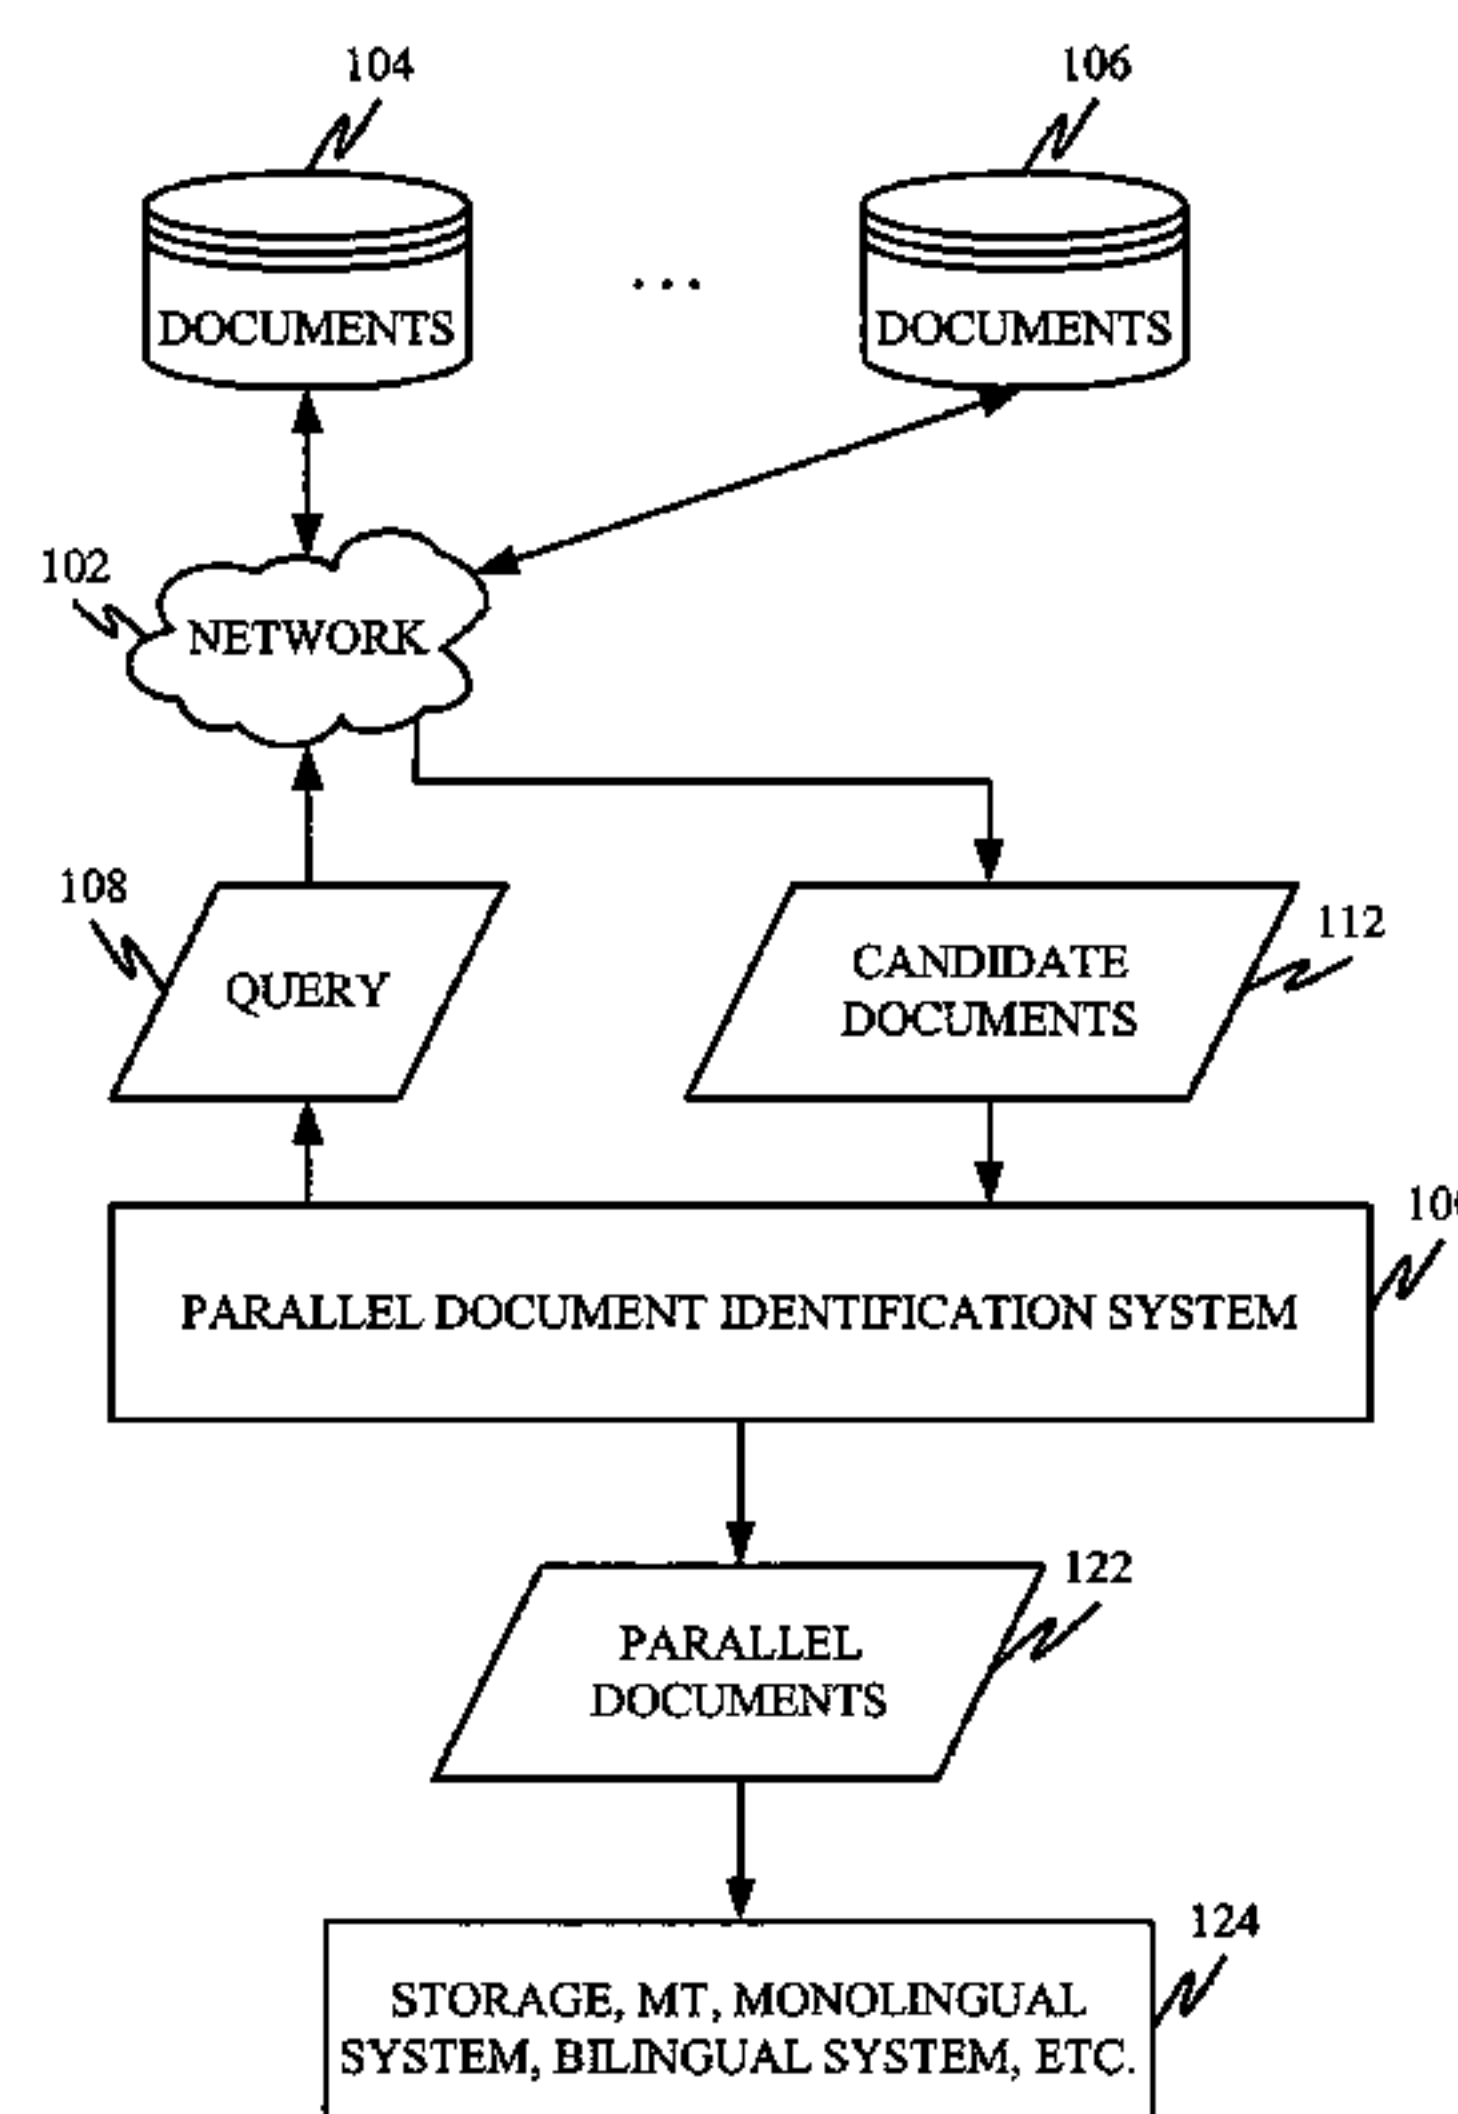 104
106
DOCUMENTS
...
DOCUMENTS
102
NETWORK
108
QUERY
CANDIDATE
DOCUMENTS
112
PARALLEL DOCUMENT IDENTIFICATION SYSTEM
122
PARALLEL
DOCUMENTS
124
STORAGE, MT, MONOLINGUAL
SYSTEM, BILINGUAL SYSTEM, ETC.